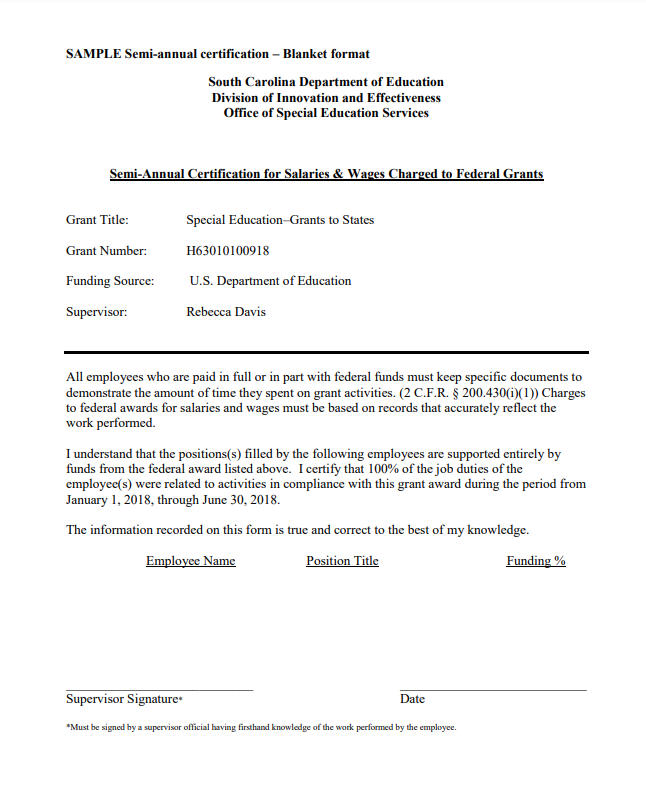 SAMPLE Semi-annual certification – Blanket format
South Carolina Department of Education
Division of Innovation and Effectiveness
Office of Special Education Services
Semi-Annual Certification for Salaries & Wages Charged to Federal Grants
Grant Title: Special Education–Grants to States
Grant Number: H63010100918
Funding Source: U.S. Department of Education
Supervisor: Rebecca Davis
All employees who are paid in full or in part with federal funds must keep specific documents to
demonstrate the amount of time they spent on grant activities. (2 C.F.R. § 200.430(i)(1)) Charges
to federal awards for salaries and wages must be based on records that accurately reflect the
work performed.
I understand that the positions(s) filled by the following employees are supported entirely by
funds from the federal award listed above. I certify that 100% of the job duties of the
employee(s) were related to activities in compliance with this grant award during the period from
January 1, 2018, through June 30, 2018.
The information recorded on this form is true and correct to the best of my knowledge.
Employee Name Position Title Funding %
Supervisor Signature* Date
*Must be signed by a supervisor official having firsthand knowledge of the work performed by the employee.